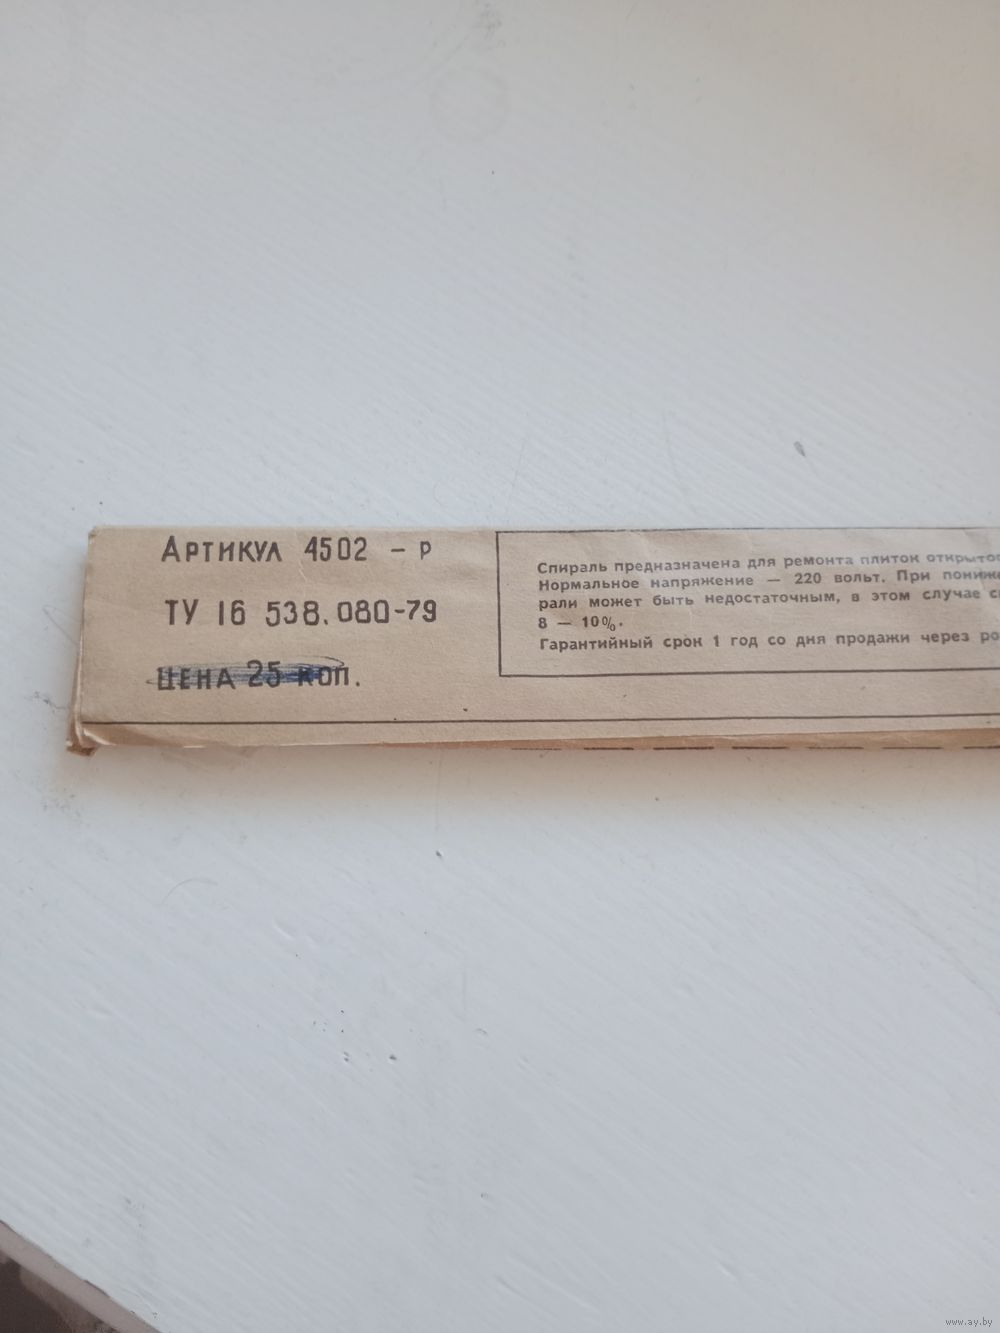 Артикул 4502 - р
ТУ 16 538.080-79
ЦЕНА 25 коп.
Спираль предназначена для ремонта плиток
Нормальное напряжение — 220 вольт. При
рали может быть недостаточным, в этом случае
8 — 10%.
Гарантийный срок 1 год со дня продажи через
www.ay.by